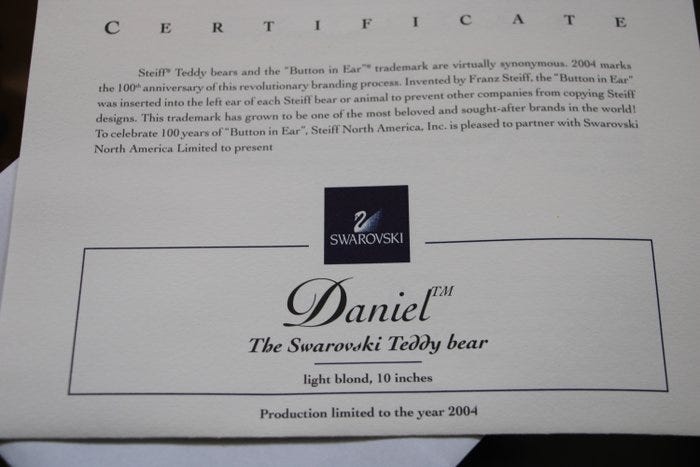 CERTIFICATE
Steiff® Teddy bears and the "Button in Ear"® trademark are virtually synonymous. 2004 marks
the 100th anniversary of this revolutionary branding process. Invented by Franz Steiff, the "Button in Ear"
was inserted into the left ear of each Steiff bear or animal to prevent other companies from copying Steiff
designs. This trademark has grown to be one of the most beloved and sought-after brands in the world!
To celebrate 100 years of "Button in Ear", Steiff North America, Inc. is pleased to partner with Swarovski
North America Limited to present
SWAROVSKI
Daniel™
The Swarovski Teddy bear
light blond, 10 inches
Production limited to the year 2004